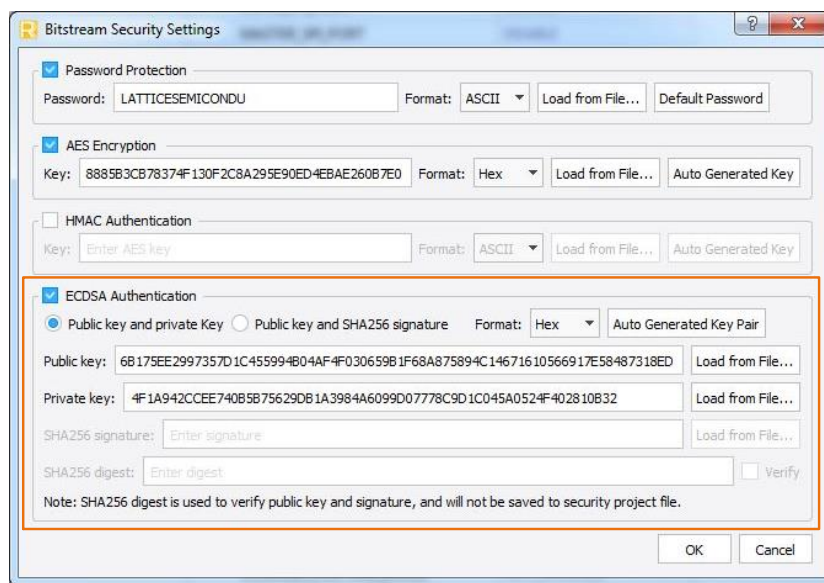 Bitstream Security Settings
Password Protection
Password: LATTICESEMICONDU Format: ASCII Load from File... Default Password
AES Encryption
Key: 8885B3CB78374F130F2C8A295E90ED4EBAE260B7E0 Format: Hex Load from File... Auto Generated Key
HMAC Authentication
Key: Enter AES key Format: ASCII Load from File... Auto Generated Key
ECDSA Authentication
Public key and private Key Public key and SHA256 signature Format: Hex Auto Generated Key Pair
Public key: 6B175EE2997357D1C455994B04AF4F030659B1F68A875894C14671610566917E58487318ED Load from File...
Private key: 4F1A942CCEE740B5B75629DB1A3984A6099D07778C9D1C045A0524F402810B32 Load from File...
SHA256 signature: Enter signature Load from File...
SHA256 digest: Enter digest Verify
Note: SHA256 digest is used to verify public key and signature, and will not be saved to security project file.
OK Cancel